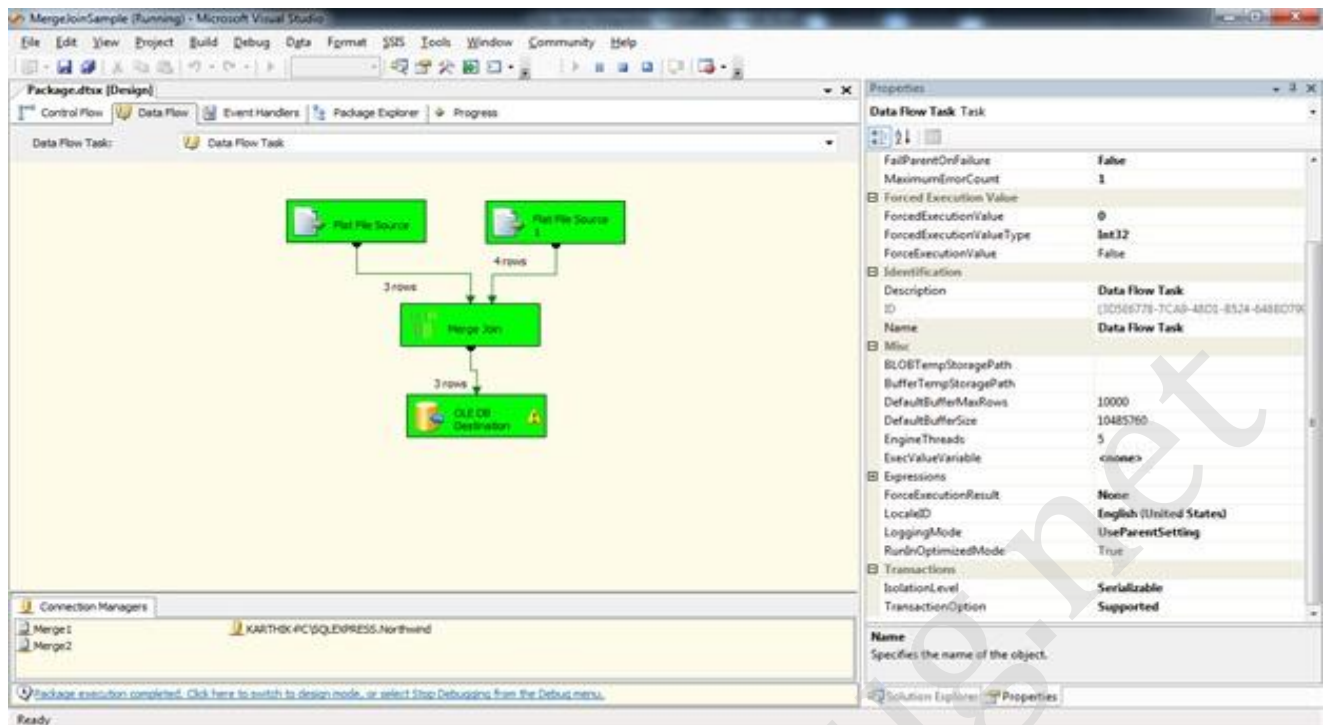 MergeJoinSample (Running) - Microsoft Visual Studio
File Edit View Project Build Debug Data Format SSIS Tools Window Community Help
Package.dtsx [Design]
Control Flow Data Flow Event Handlers Package Explorer Progress
Data Flow Task: Data Flow Task
Flat File Source
Flat File Source 1
4 rows
3 rows
Merge Join
3 rows
OLE DB Destination
Connection Managers
Merge1
KARTHIK-PC\SQLEXPRESS.Northwind
Merge2
Package execution completed. Click here to switch to design mode, or select Stop Debugging from the Debug menu.
Ready
Properties
Data Flow Task Task
FailParentOnFailure False
MaximumErrorCount 1
Forced Execution Value
ForcedExecutionValue 0
ForcedExecutionValueType Int32
ForceExecutionValue False
Identification
Description Data Flow Task
ID
Name Data Flow Task
Misc
BLOBTempStoragePath
BufferTempStoragePath
DefaultBufferMaxRows 10000
DefaultBufferSize 10485760
EngineThreads 5
ExecValueVariable <none>
Expressions
ForceExecutionResult None
LocaleID English (United States)
LoggingMode UseParentSetting
RunInOptimizedMode True
Transactions
IsolationLevel Serializable
TransactionOption Supported
Name
Specifies the name of the object.
Solution Explorer Properties